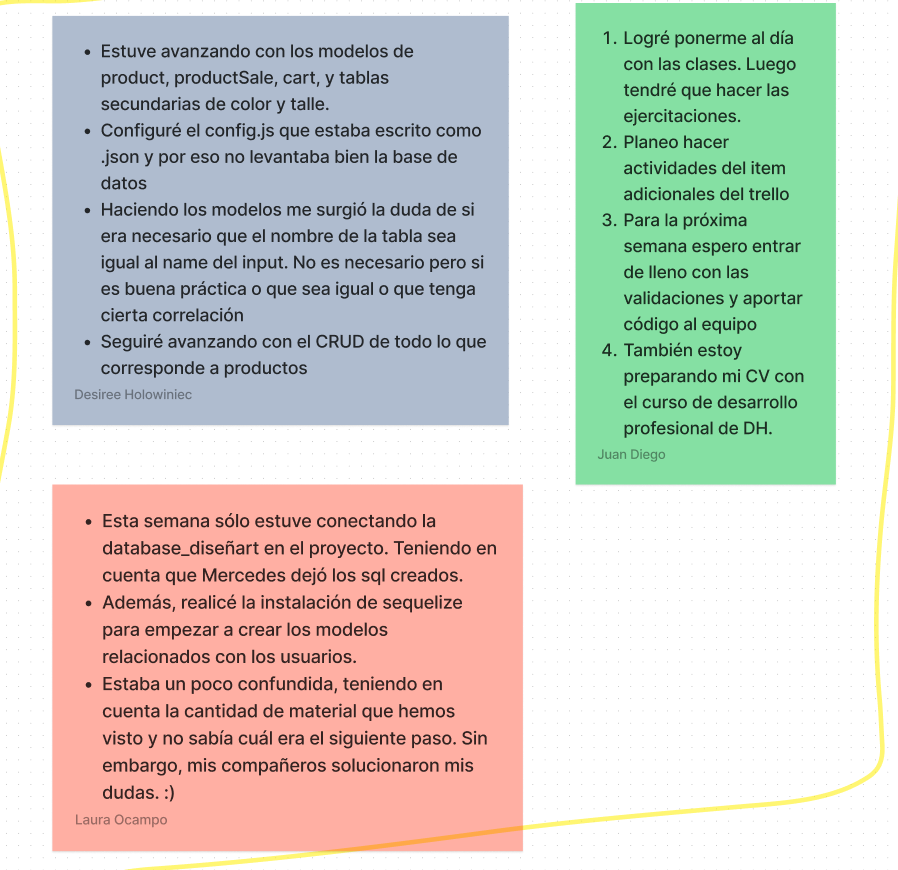 • Estuve avanzando con los modelos de
product, productSale, cart, y tablas
secundarias de color y talle.
• Configuré el config.js que estaba escrito como
.json y por eso no levantaba bien la base de
datos
• Haciendo los modelos me surgió la duda de si
era necesario que el nombre de la tabla sea
igual al name del input. No es necesario pero si
es buena práctica o que sea igual o que tenga
cierta correlación
• Seguiré avanzando con el CRUD de todo lo que
corresponde a productos
Desiree Holowiniec
1. Logré ponerme al día
con las clases. Luego
tendré que hacer las
ejercitaciones.
2. Planeo hacer
actividades del item
adicionales del trello
3. Para la próxima
semana espero entrar
de lleno con las
validaciones y aportar
código al equipo
4. También estoy
preparando mi CV con
el curso de desarrollo
profesional de DH.
Juan Diego
• Esta semana sólo estuve conectando la
database_diseñart en el proyecto. Teniendo en
cuenta que Mercedes dejó los sql creados.
• Además, realicé la instalación de sequelize
para empezar a crear los modelos
relacionados con los usuarios.
• Estaba un poco confundida, teniendo en
cuenta la cantidad de material que hemos
visto y no sabía cuál era el siguiente paso. Sin
embargo, mis compañeros solucionaron mis
dudas. :)
Laura Ocampo